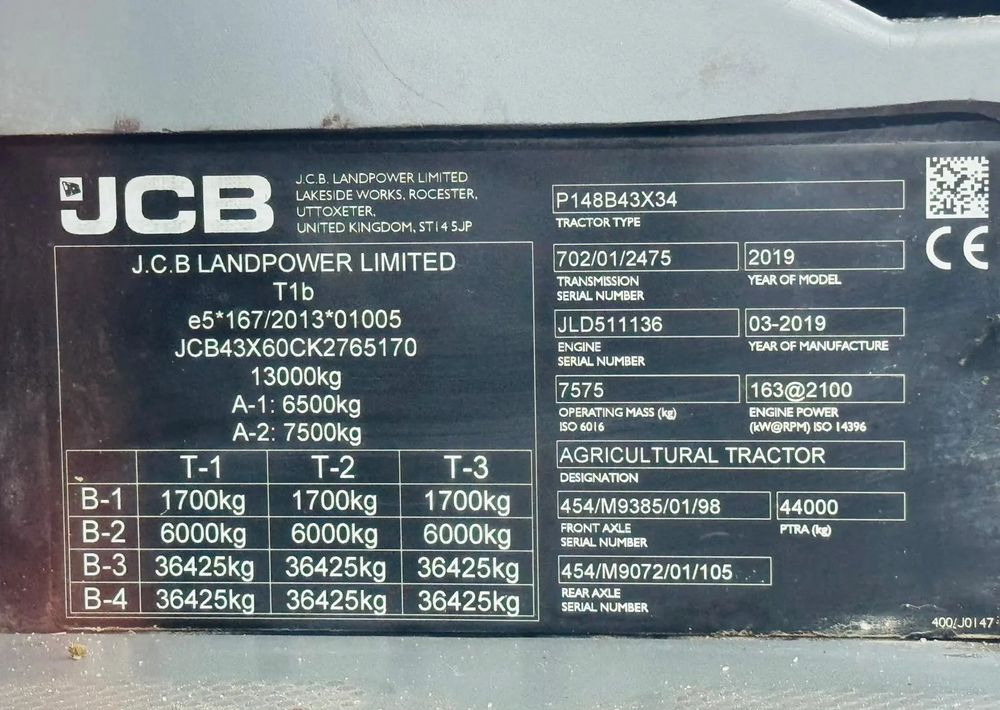 JCB
J.C.B. LANDPOWER LIMITED
LAKESIDE WORKS, ROCESTER,
UTTOXETER,
UNITED KINGDOM, ST14 5JP
J.C.B LANDPOWER LIMITED
T1b
e5*167/2013*01005
JCB43X60CK2765170
13000kg
A-1: 6500kg
A-2: 7500kg
T-1 T-2 T-3
B-1 1700kg 1700kg 1700kg
B-2 6000kg 6000kg 6000kg
B-3 36425kg 36425kg 36425kg
B-4 36425kg 36425kg 36425kg
P148B43X34
TRACTOR TYPE
702/01/2475 2019
TRANSMISSION YEAR OF MODEL
SERIAL NUMBER
JLD511136 03-2019
ENGINE YEAR OF MANUFACTURE
SERIAL NUMBER
7575 163@2100
OPERATING MASS (kg) ENGINE POWER
ISO 6016 (kW@RPM) ISO 14396
AGRICULTURAL TRACTOR
DESIGNATION
454/M9385/01/98 44000
FRONT AXLE PTRA (kg)
SERIAL NUMBER
454/M9072/01/105
REAR AXLE
SERIAL NUMBER
CE
400/J0147